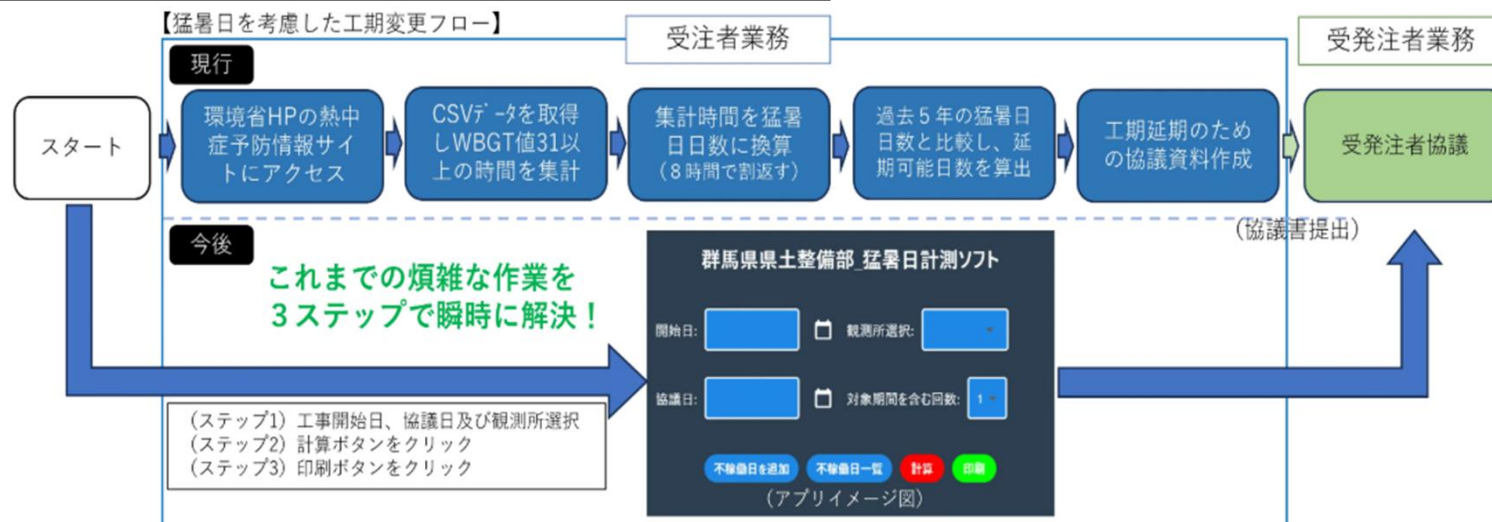 【猛暑日を考慮した工期変更フロー】
受注者業務
受発注者業務
現行
スタート
環境省HPの熱中
症予防情報サイ
トにアクセス
CSVデータを取得
しWBGT値31以
上の時間を集計
集計時間を猛暑
日日数に換算
(8時間で割返す)
過去5年の猛暑日
日数と比較し、延
期可能日数を算出
工期延期のため
の協議資料作成
受発注者協議
(協議書提出)
今後
これまでの煩雑な作業を
3ステップで瞬時に解決!
(ステップ1) 工事開始日、協議日及び観測所選択
(ステップ2) 計算ボタンをクリック
(ステップ3) 印刷ボタンをクリック
群馬県県土整備部_猛暑日計測ソフト
開始日:
観測所選択:
協議日:
対象期間を含む回数:
1
不稼働日を追加
不稼働日一覧
計算
印刷
(アプリイメージ図)